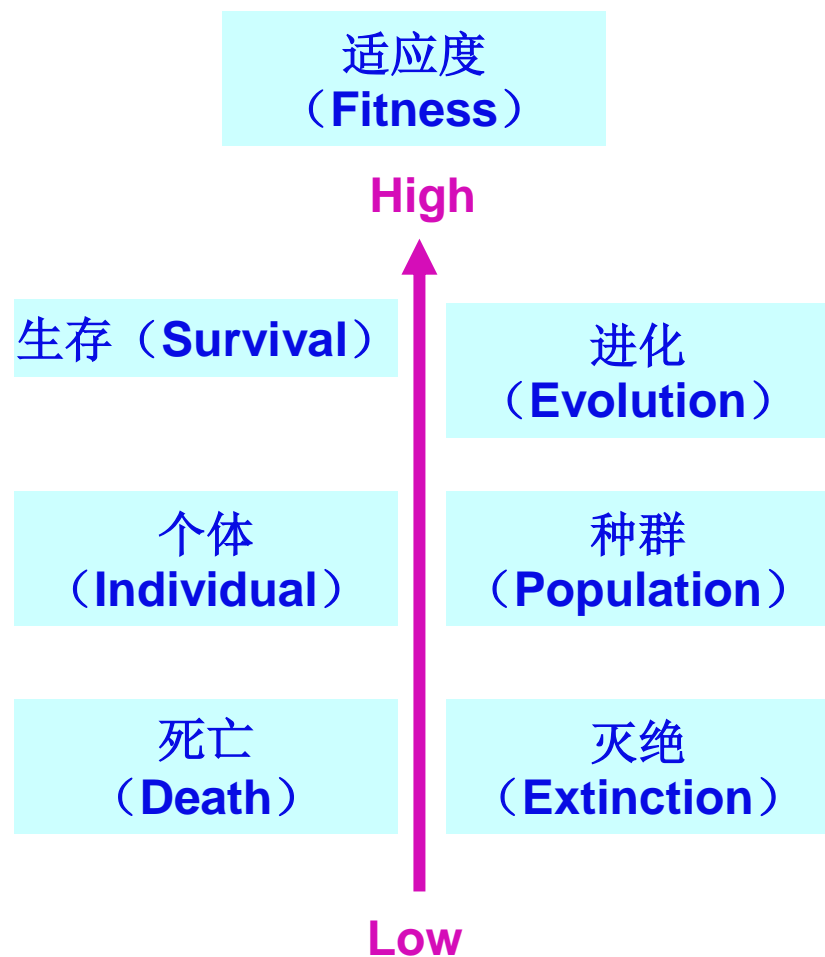 适应度
（Fitness）
High
生存（Survival）
进化
（Evolution）
个体
（Individual）
种群
（Population）
死亡
（Death）
灭绝
（Extinction）
Low